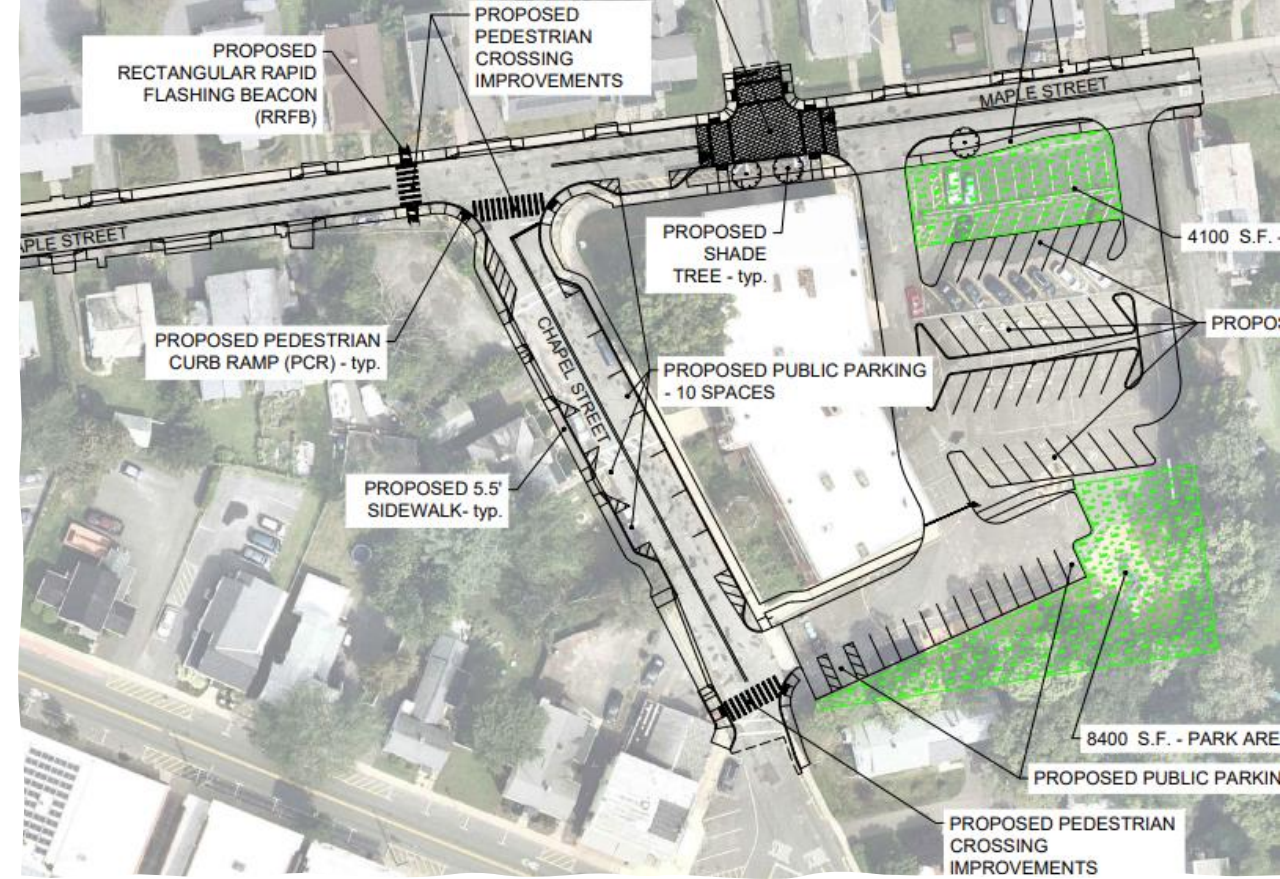 PROPOSED
PEDESTRIAN
CROSSING
IMPROVEMENTS
PROPOSED
RECTANGULAR RAPID
FLASHING BEACON
(RRFB)
MAPLE STREET
APLE STREET
PROPOSED
SHADE
TREE - typ.
4100 S.F. -
PROPOSED PEDESTRIAN
CURB RAMP (PCR) - typ.
CHAPEL STREET
PROPOS
PROPOSED PUBLIC PARKING
- 10 SPACES
PROPOSED 5.5'
SIDEWALK- typ.
8400 S.F. - PARK ARE
PROPOSED PUBLIC PARKIN
PROPOSED PEDESTRIAN
CROSSING
IMPROVEMENTS